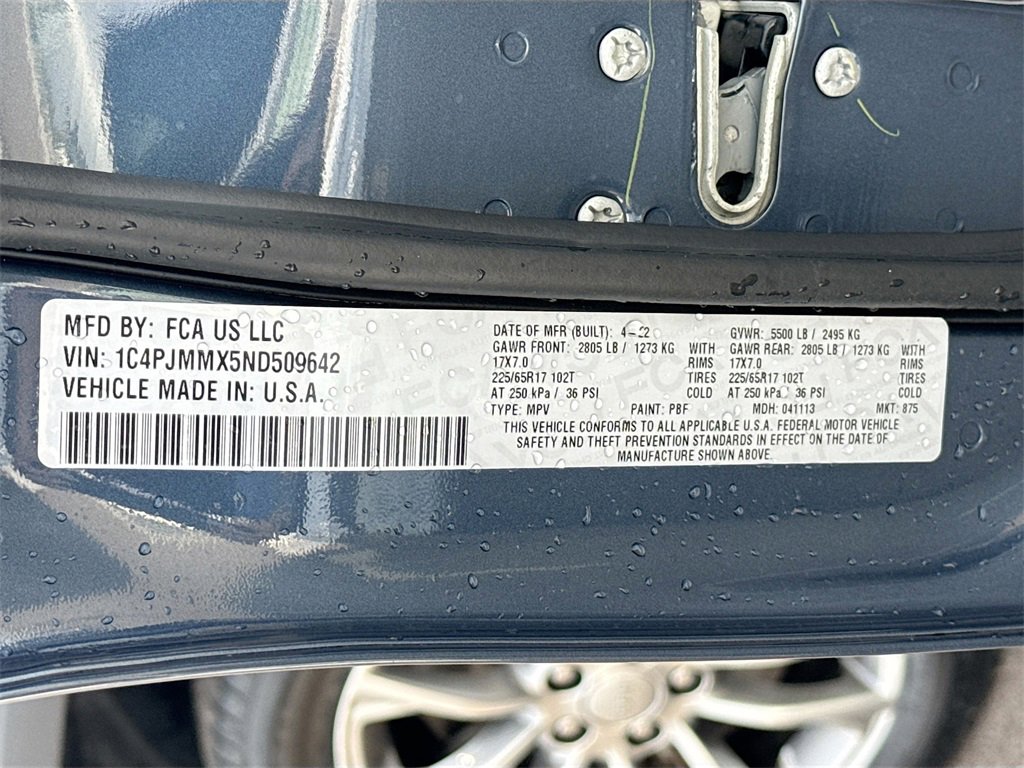 MFD BY: FCA US LLC
VIN: 1C4PJMMX5ND509642
VEHICLE MADE IN: U.S.A.
DATE OF MFR (BUILT): 4-22
GAWR FRONT: 2805 LB / 1273 KG WITH
17X7.0 RIMS
225/65R17 102T TIRES
AT 250 kPa / 36 PSI COLD
GVWR: 5500 LB / 2495 KG
GAWR REAR: 2805 LB / 1273 KG WITH
17X7.0 RIMS
225/65R17 102T TIRES
AT 250 kPa / 36 PSI COLD
TYPE: MPV PAINT: PBF MDH: 041113 MKT: 875
THIS VEHICLE CONFORMS TO ALL APPLICABLE U.S.A. FEDERAL MOTOR VEHICLE
SAFETY AND THEFT PREVENTION STANDARDS IN EFFECT ON THE DATE OF
MANUFACTURE SHOWN ABOVE.